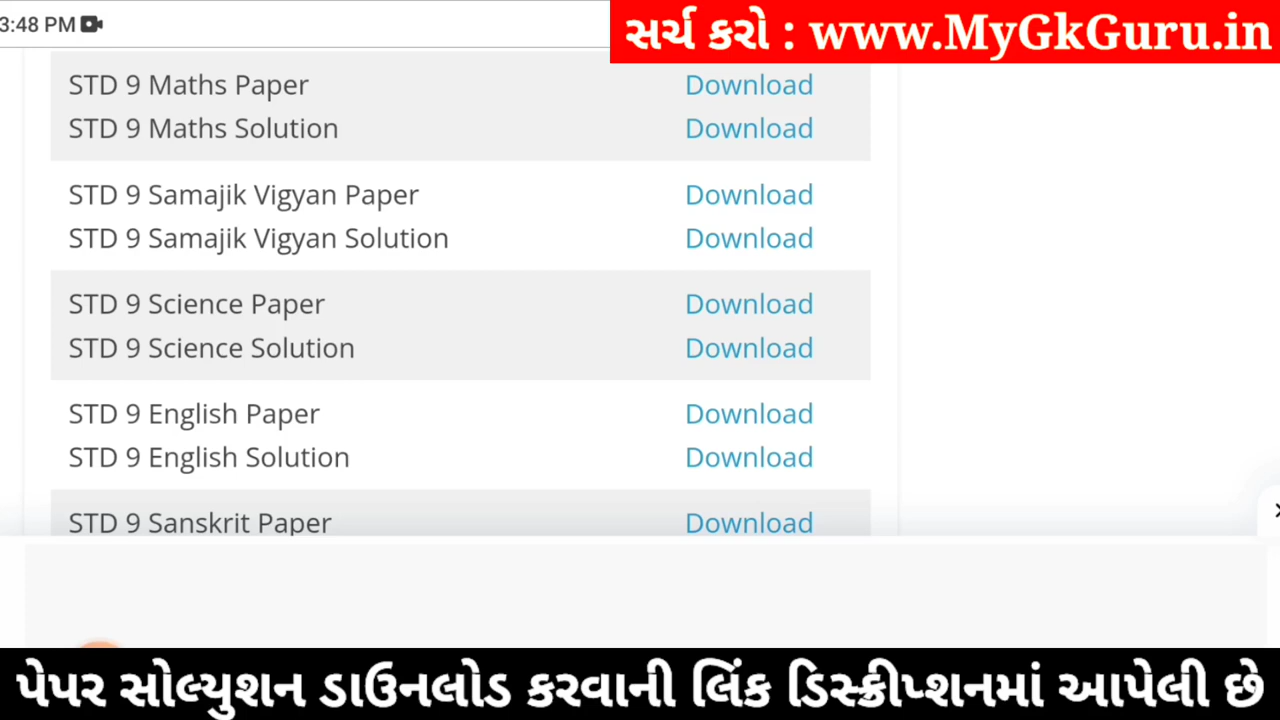 3:48 PM
સર્ચ કરો : www.MyGkGuru.in
STD 9 Maths Paper Download
STD 9 Maths Solution Download
STD 9 Samajik Vigyan Paper Download
STD 9 Samajik Vigyan Solution Download
STD 9 Science Paper Download
STD 9 Science Solution Download
STD 9 English Paper Download
STD 9 English Solution Download
STD 9 Sanskrit Paper Download
પેપર સોલ્યુશન ડાઉનલોડ કરવાની લિંક ડિસ્ક્રીપ્શનમાં આપેલી છે